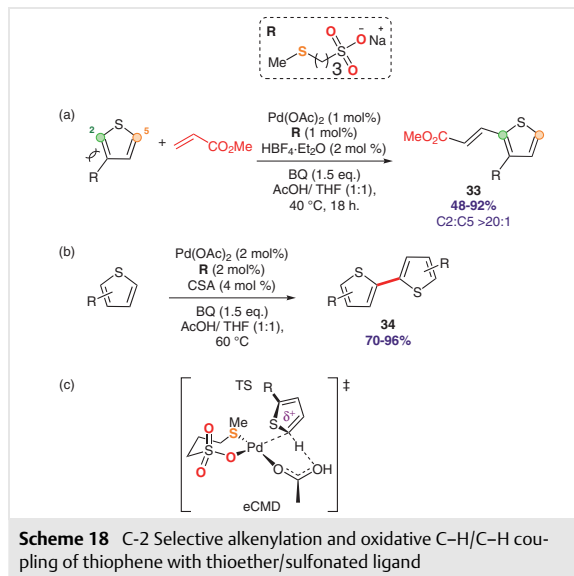 R
O
O
O
−
+
Na
S
S
Me
3
(a)
2
S
5
R
+
CO2Me
Pd(OAc)2 (1 mol%)
R (1 mol%)
HBF4·Et2O (2 mol %)
BQ (1.5 eq.)
AcOH/ THF (1:1),
40 °C, 18 h.
MeO2C
S
R
33
48-92%
C2:C5 >20:1
(b)
S
R
Pd(OAc)2 (2 mol%)
R (2 mol%)
CSA (4 mol %)
BQ (1.5 eq.)
AcOH/ THF (1:1),
60 °C
S
R
S
R
34
70-96%
(c)
TS
‡
R
S
δ+
Me
O
S
S
O
O
Pd
H
O
OH
eCMD
Scheme 18 C-2 Selective alkenylation and oxidative C–H/C–H cou-
pling of thiophene with thioether/sulfonated ligand